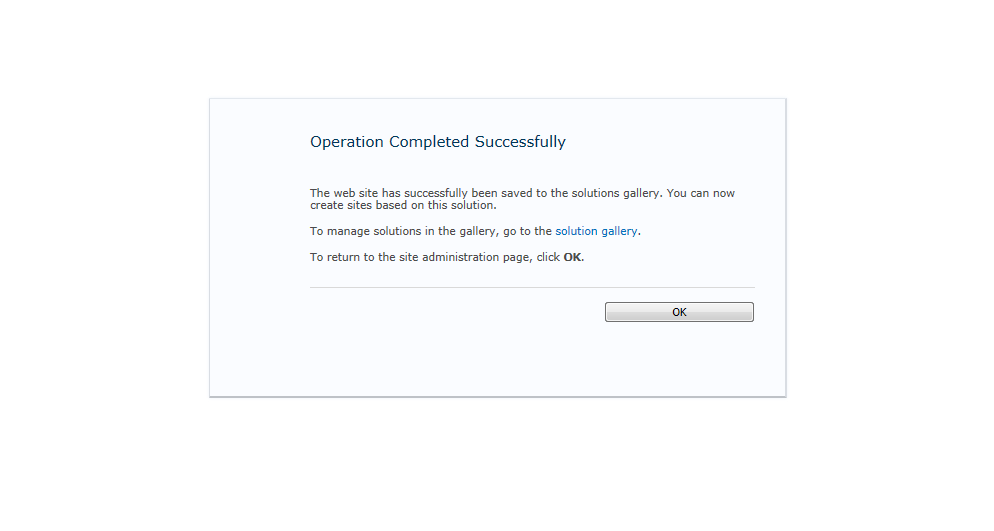 Operation Completed Successfully
The web site has successfully been saved to the solutions gallery. You can now
create sites based on this solution.
To manage solutions in the gallery, go to the solution gallery.
To return to the site administration page, click OK.
OK